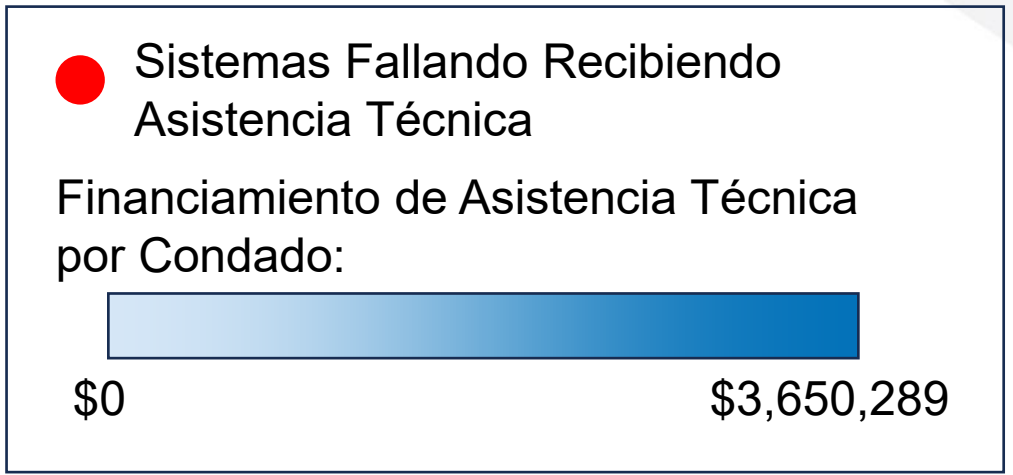 Sistemas Fallando Recibiendo
Asistencia Técnica
Financiamiento de Asistencia Técnica
por Condado:
$0 $3,650,289